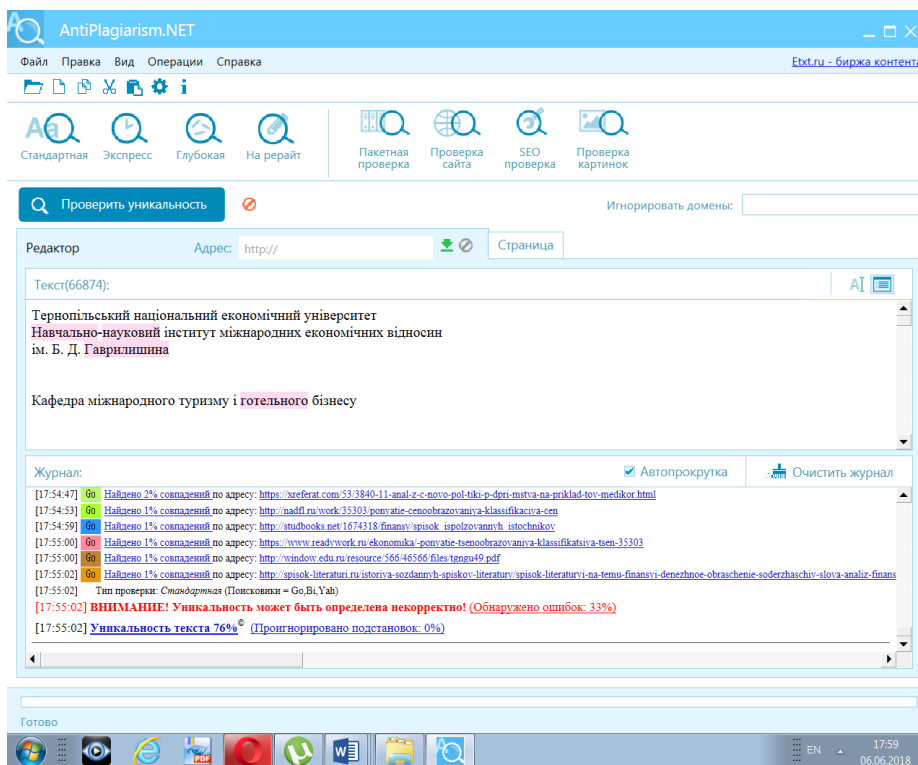 AntiPlagiarism.NET
Файл Правка Вид Операции Справка
Etxt.ru - биржа контента
Стандартная Экспресс Глубокая На рерайт Пакетная проверка Проверка сайта SEO проверка Проверка картинок
Проверить уникальность Игнорировать домены:
Редактор Адрес: http:// Страница
Текст(66874):
Тернопільський національний економічний університет
Навчально-науковий інститут міжнародних економічних відносин
ім. Б. Д. Гаврилишина
Кафедра міжнародного туризму і готельного бізнесу
Журнал: Автопрокрутка Очистить журнал
[17:54:47] Go Найдено 2% совпадений по адресу: https://xreferat.com/53/3840-11-anal-z-c-novo-pol-tiki-p-dpri-mstva-na-priklad-tov-medikor.html
[17:54:53] Go Найдено 1% совпадений по адресу: http://nadfl.ru/work/35303/ponyatie-cenoobrazovaniya-klassifikaciya-cen
[17:54:59] Go Найдено 1% совпадений по адресу: http://studbooks.net/1674318/finansy/spisok_ispolzovannyh_istochnikov
[17:55:00] Go Найдено 1% совпадений по адресу: https://www.readywork.ru/ekonomika/-ponyatie-tsenoobrazovaniya-klassifikatsiya-tsen-35303
[17:55:00] Go Найдено 1% совпадений по адресу: http://window.edu.ru/resource/566/46566/files/tgngu49.pdf
[17:55:02] Go Найдено 1% совпадений по адресу: http://spisok-literaturi.ru/istoriya-sozdannyh-spiskov-literatury/spisok-literaturyi-na-temu-finansyi-denezhnoe-obraschenie-soderzhaschiy-slova-analiz-finans
[17:55:02] Тип проверки: Стандартная (Поисковики = Go,Bi,Yah)
[17:55:02] ВНИМАНИЕ! Уникальность может быть определена некорректно! (Обнаружено ошибок: 33%)
[17:55:02] Уникальность текста 76%© (Проигнорировано подстановок: 0%)
Готово
EN 17:59
06.06.2018